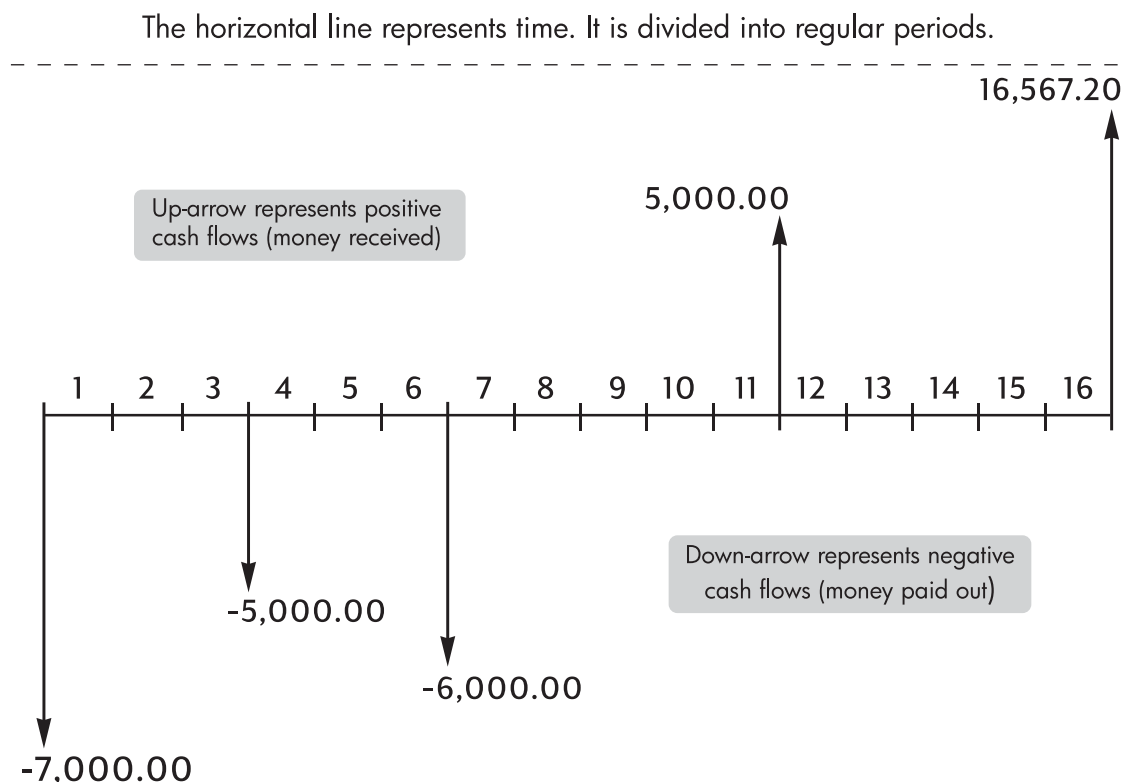 The horizontal line represents time. It is divided into regular periods.
16,567.20
5,000.00
Up-arrow represents positive
cash flows (money received)
1 2 3 4 5 6 7 8 9 10 11 12 13 14 15 16
Down-arrow represents negative
cash flows (money paid out)
-5,000.00
-6,000.00
-7,000.00